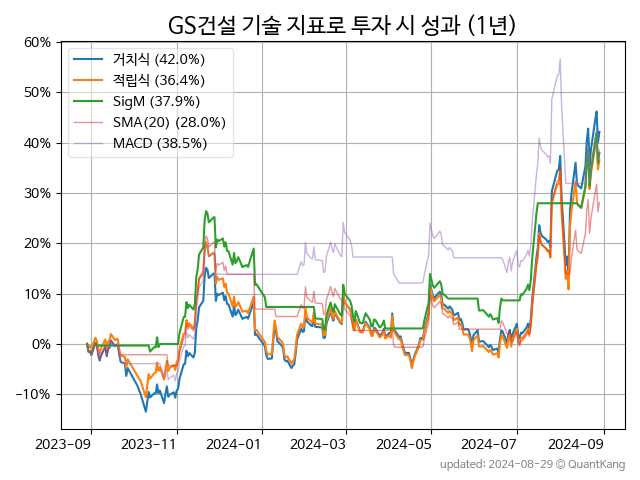 GS건설 기술 지표로 투자 시 성과 (1년)
60%
50%
40%
30%
20%
10%
0%
−10%
거치식 (42.0%)
적립식 (36.4%)
SigM (37.9%)
SMA(20) (28.0%)
MACD (38.5%)
2023-09 2023-11 2024-01 2024-03 2024-05 2024-07 2024-09
updated: 2024-08-29 © QuantKang